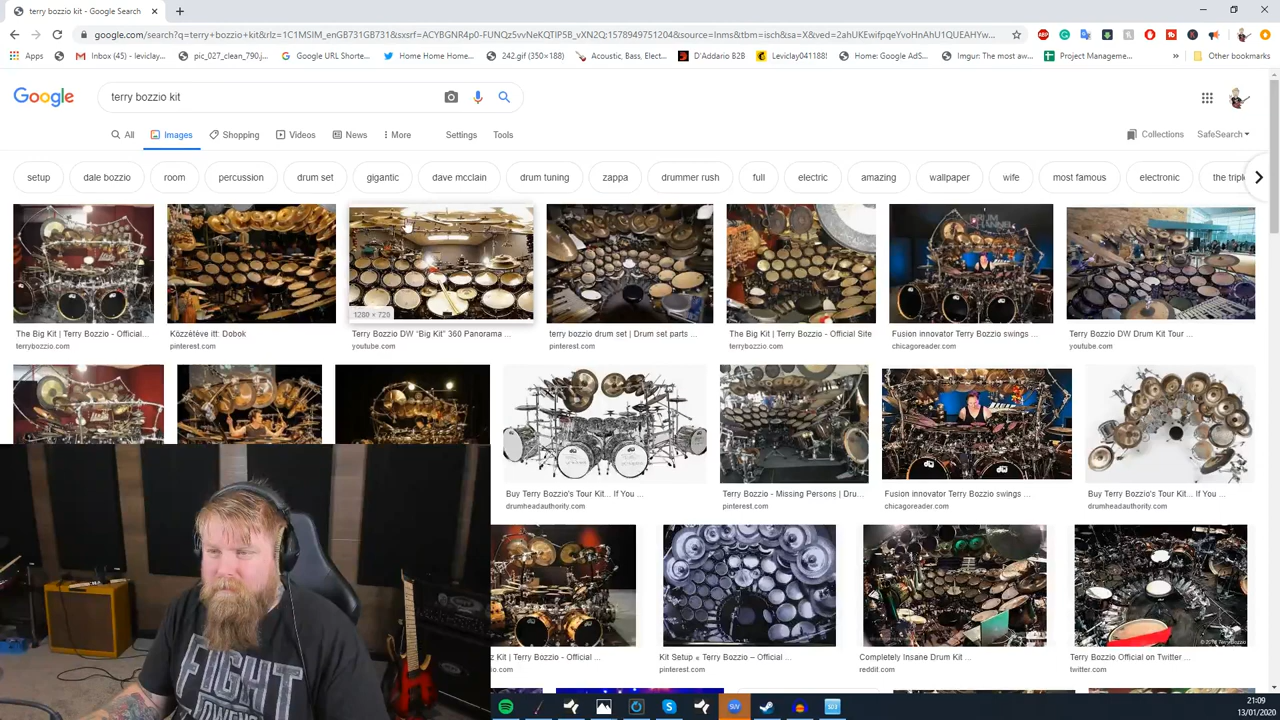 terry bozzio kit - Google Search
google.com/search?q=terry+bozzio+kit&rlz=1C1MSIM_enGB731GB731&sxsrf=ACYBGNR4p0-FUNQz5vvNeKQTIP5B_vXN2Q:1578949751204&source=lnms&tbm=isch&sa=X&ved=2ahUKEwifpqeYvoHnAhU1QUEAHYw...
Apps
Inbox (45) - leviclay...
pic_027_clean_790.j...
Google URL Shorte...
Home Home Home...
242.gif (350×188)
Acoustic, Bass, Elect...
D'Addario B2B
Leviclay041188...
Home: Google AdS...
Imgur: The most aw...
Project Manageme...
»
Other bookmarks
Google
terry bozzio kit
All
Images
Shopping
Videos
News
More
Settings
Tools
Collections
SafeSearch
setup
dale bozzio
room
percussion
drum set
gigantic
dave mcclain
drum tuning
zappa
drummer rush
full
electric
amazing
wallpaper
wife
most famous
electronic
the tripl
1280 × 720
The Big Kit | Terry Bozzio - Official...
terrybozzio.com
Közzétéve itt: Dobok
pinterest.com
Terry Bozzio DW "Big Kit" 360 Panorama ...
youtube.com
terry bozzio drum set | Drum set parts ...
pinterest.com
The Big Kit | Terry Bozzio - Official Site
terrybozzio.com
Fusion innovator Terry Bozzio swings ...
chicagoreader.com
Terry Bozzio DW Drum Kit Tour ...
youtube.com
Buy Terry Bozzio's Tour Kit... If You ...
drumheadauthority.com
Terry Bozzio - Missing Persons | Dru...
pinterest.com
Fusion innovator Terry Bozzio swings ...
chicagoreader.com
Buy Terry Bozzio's Tour Kit... If You ...
drumheadauthority.com
z Kit | Terry Bozzio - Official ...
io.com
Kit Setup « Terry Bozzio – Official ...
pinterest.com
Completely Insane Drum Kit ...
reddit.com
Terry Bozzio Official on Twitter ...
twitter.com
21:09
13/01/2020